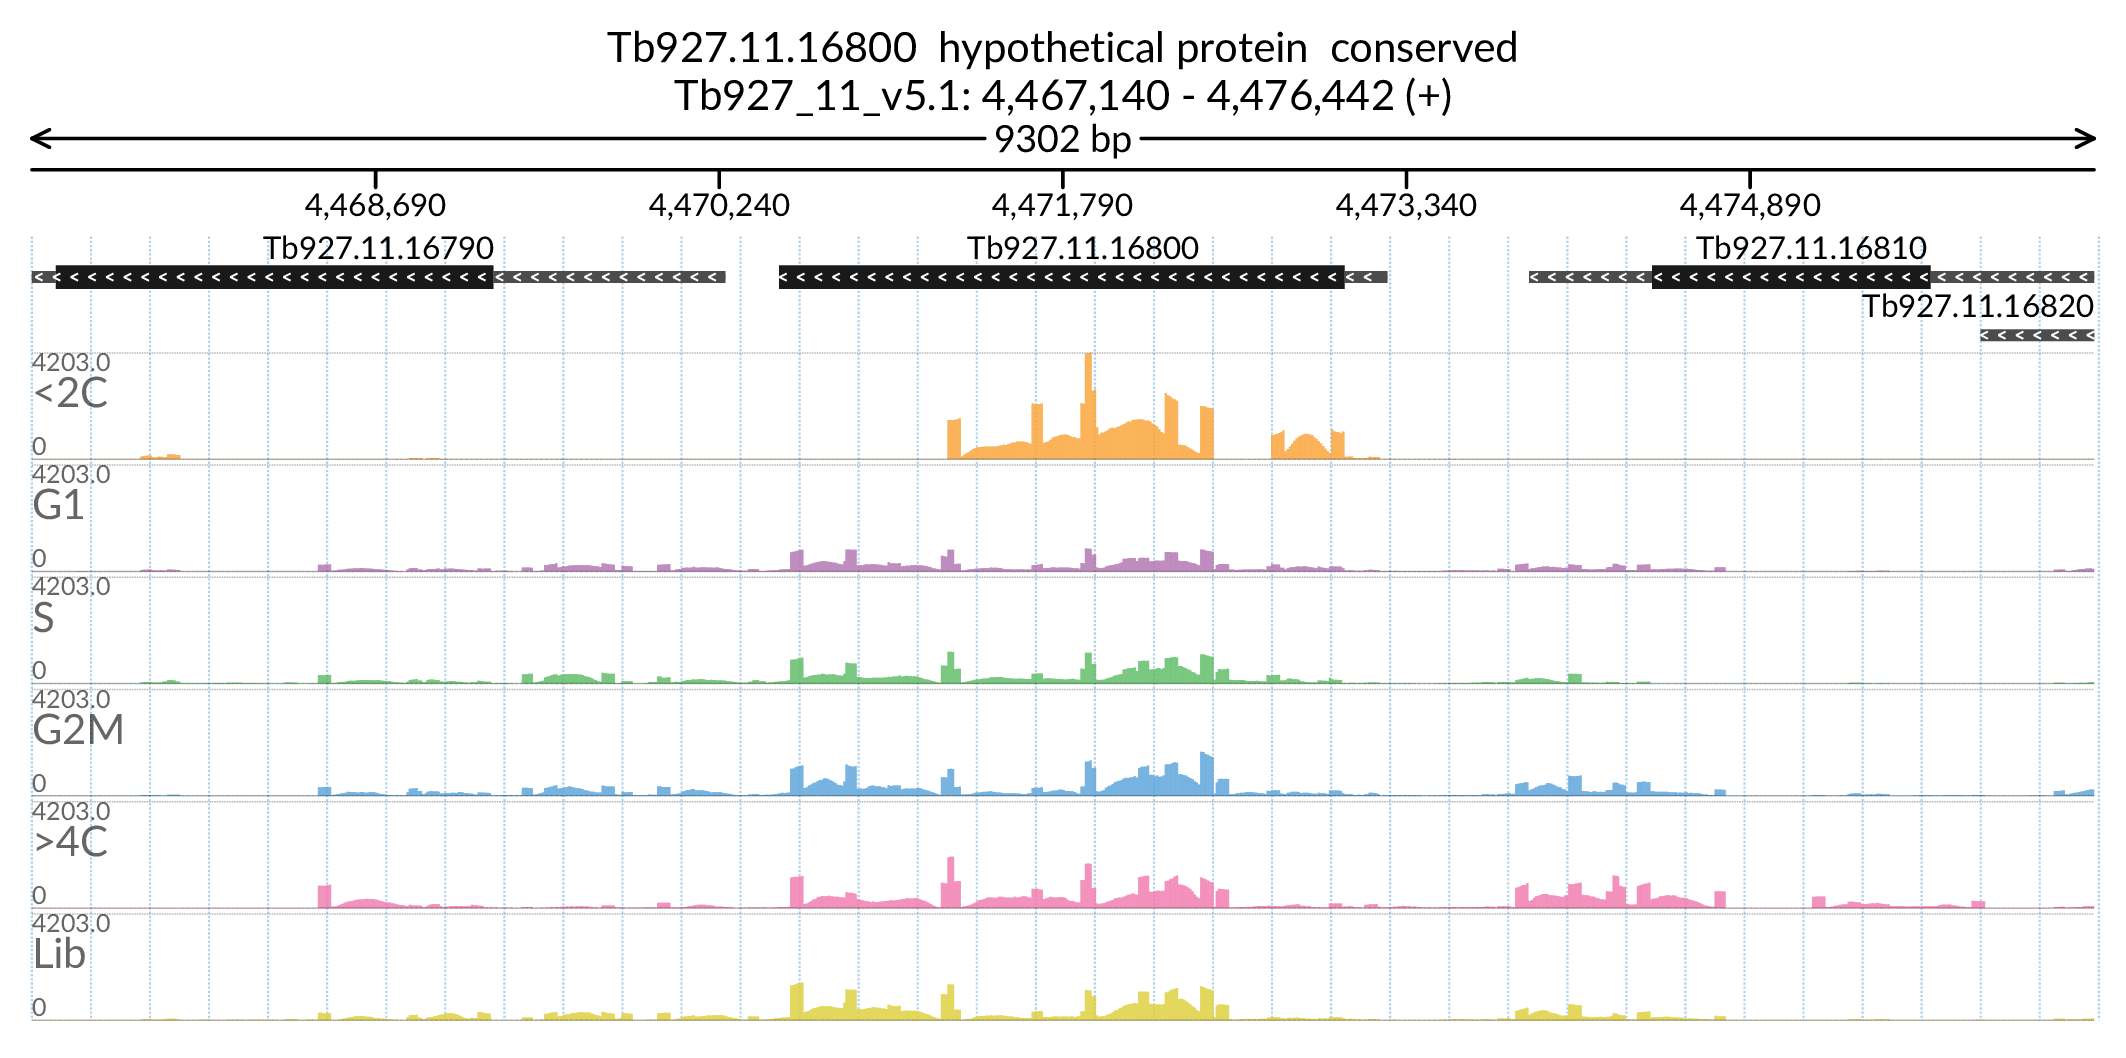 Tb927.11.16800 hypothetical protein conserved
Tb927_11_v5.1: 4,467,140 - 4,476,442 (+)
9302 bp
4,468,690 4,470,240 4,471,790 4,473,340 4,474,890
Tb927.11.16790 Tb927.11.16800 Tb927.11.16810
Tb927.11.16820
4203.0
<2C
0
4203.0
G1
0
4203.0
S
0
4203.0
G2M
0
4203.0
>4C
0
4203.0
Lib
0